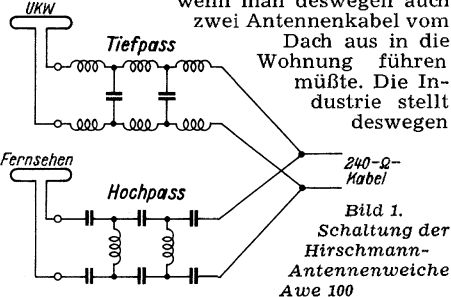 wenn man deswegen auch
zwei Antennenkabel vom
Dach aus in die
Wohnung führen
müßte. Die In-
dustrie stellt
deswegen
UKW
Tiefpass
Fernsehen
Hochpass
240-Ω-
Kabel
Bild 1.
Schaltung der
Hirschmann-
Antennenweiche
Awe 100